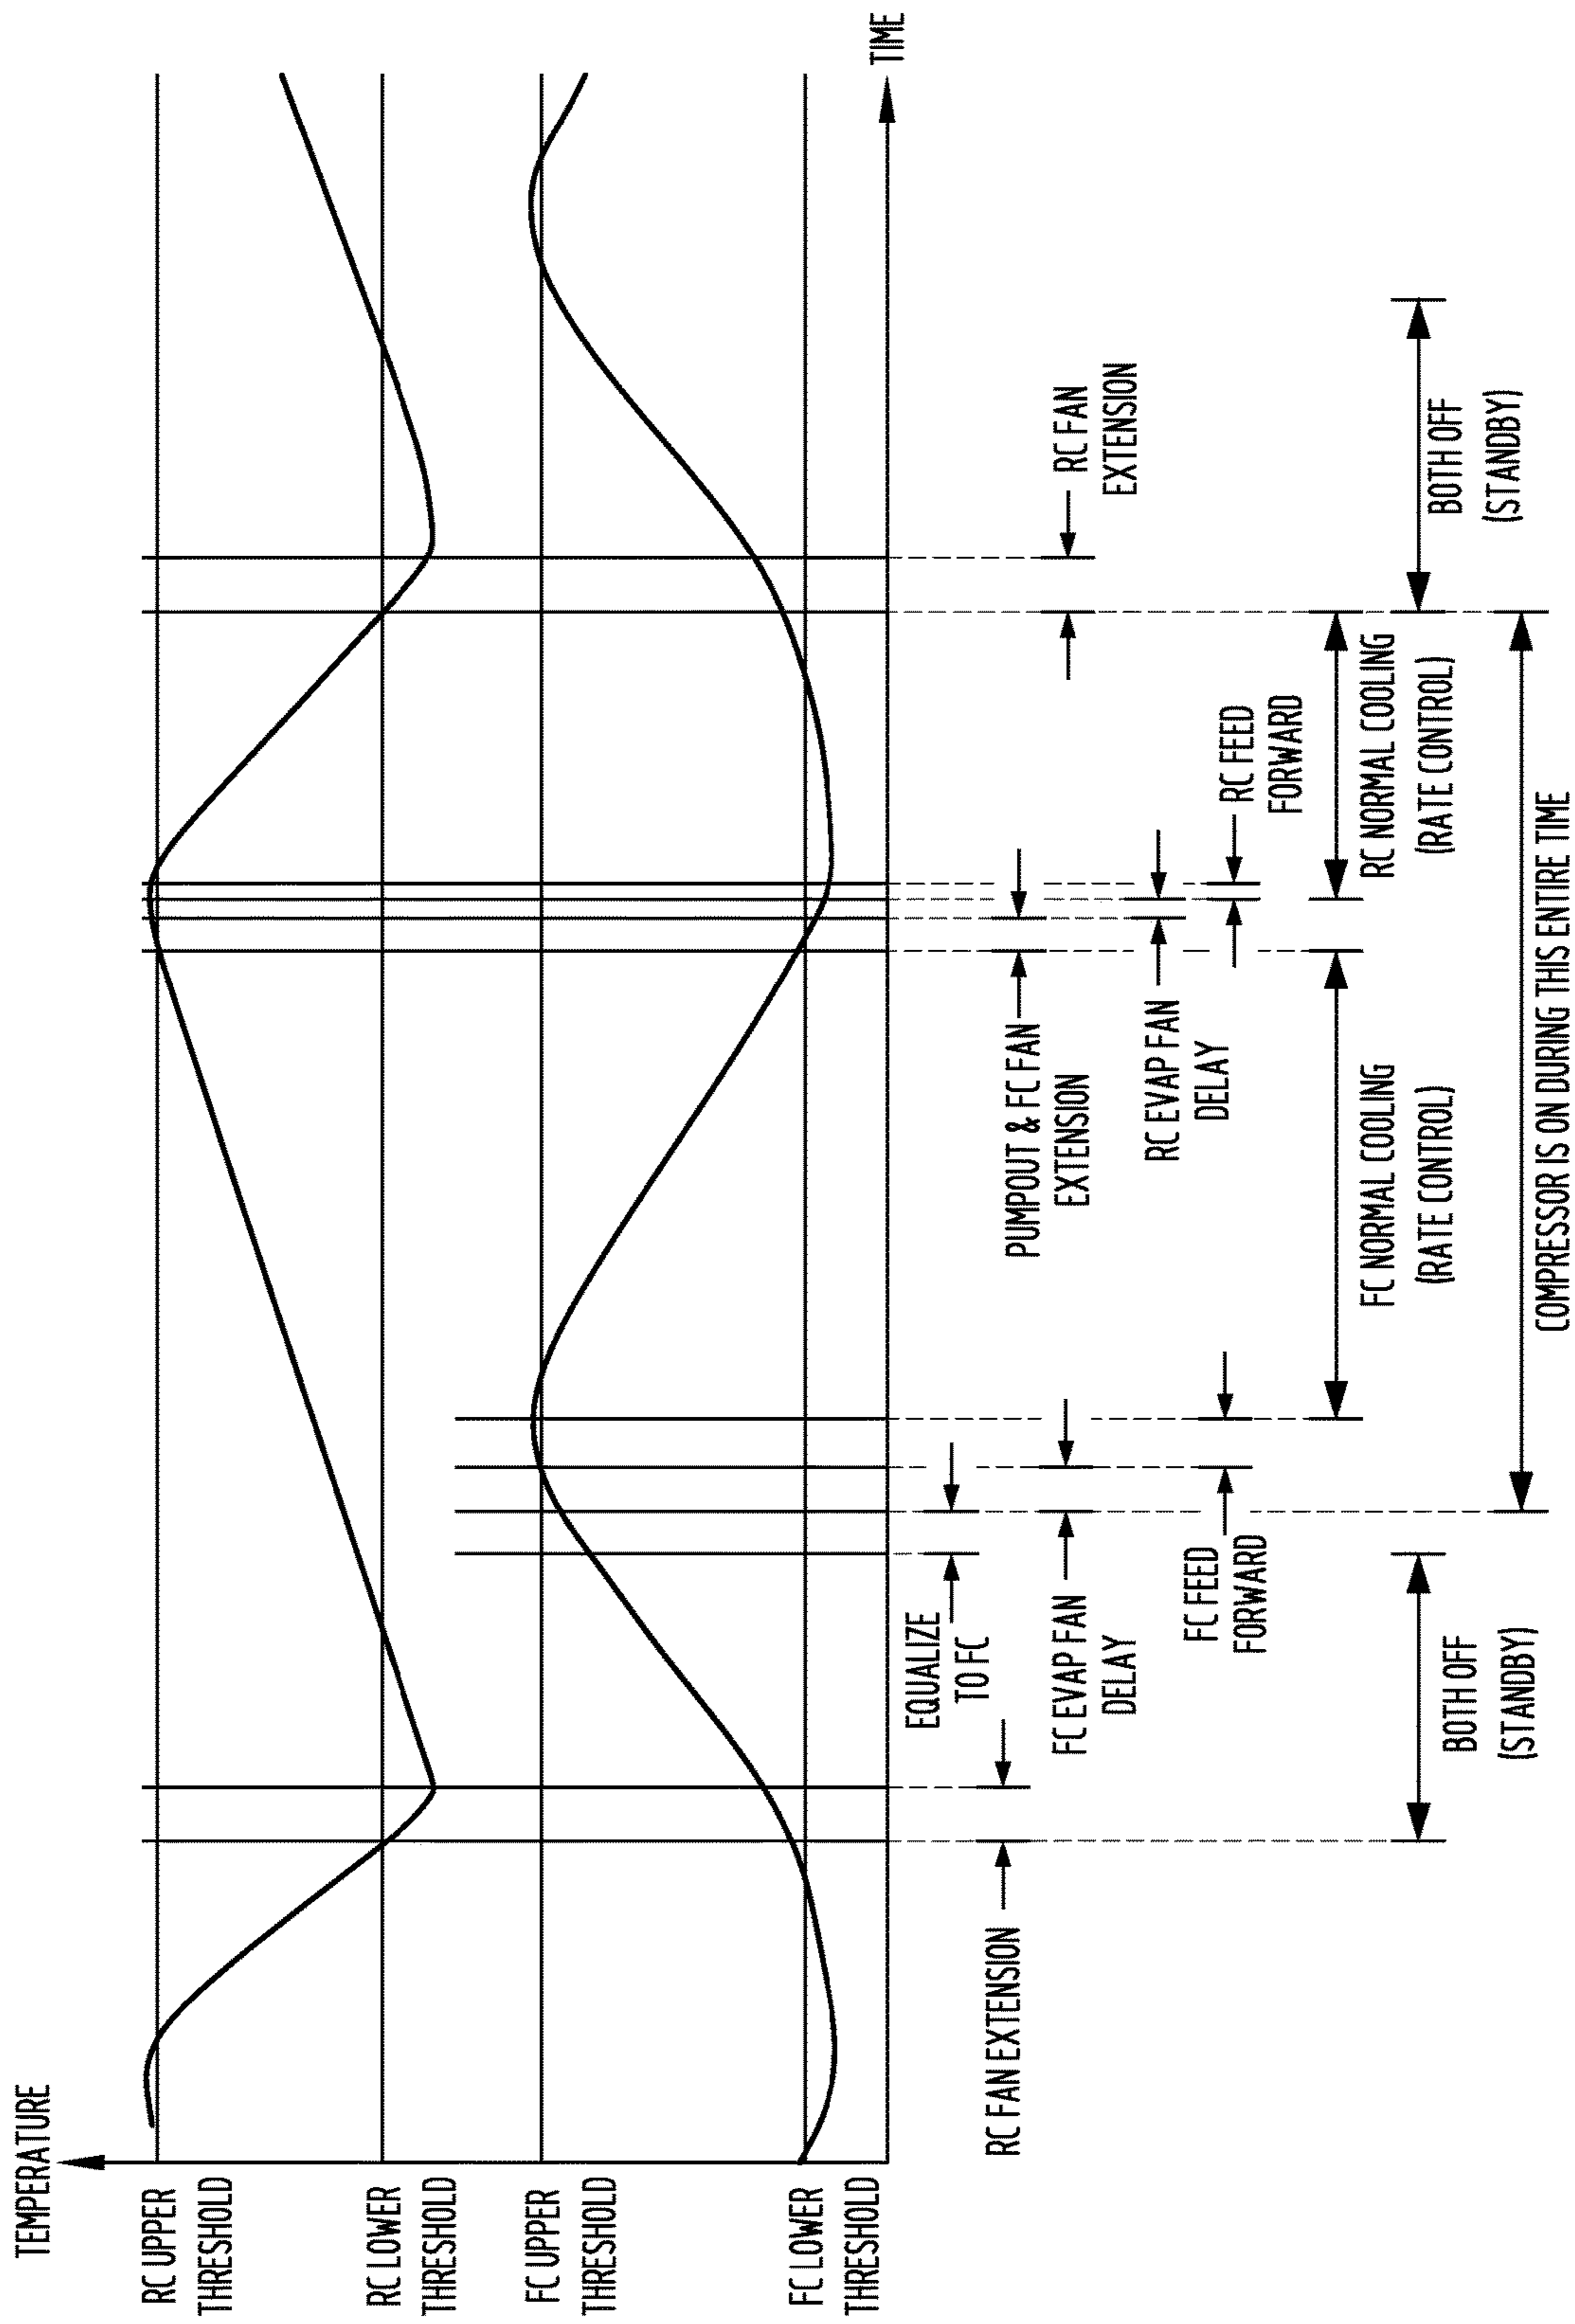 TEMPERATURE
RC UPPER
THRESHOLD
RC LOWER
THRESHOLD
FC UPPER
THRESHOLD
FC LOWER
THRESHOLD
TIME
EQUALIZE
TO FC
RC FAN EXTENSION
FC EVAP FAN
DELAY
PUMPOUT & FC FAN
EXTENSION
RC FAN
EXTENSION
RC EVAP FAN
DELAY
FC FEED
FORWARD
RC FEED
FORWARD
FC NORMAL COOLING
(RATE CONTROL)
RC NORMAL COOLING
(RATE CONTROL)
BOTH OFF
(STANDBY)
BOTH OFF
(STANDBY)
COMPRESSOR IS ON DURING THIS ENTIRE TIME